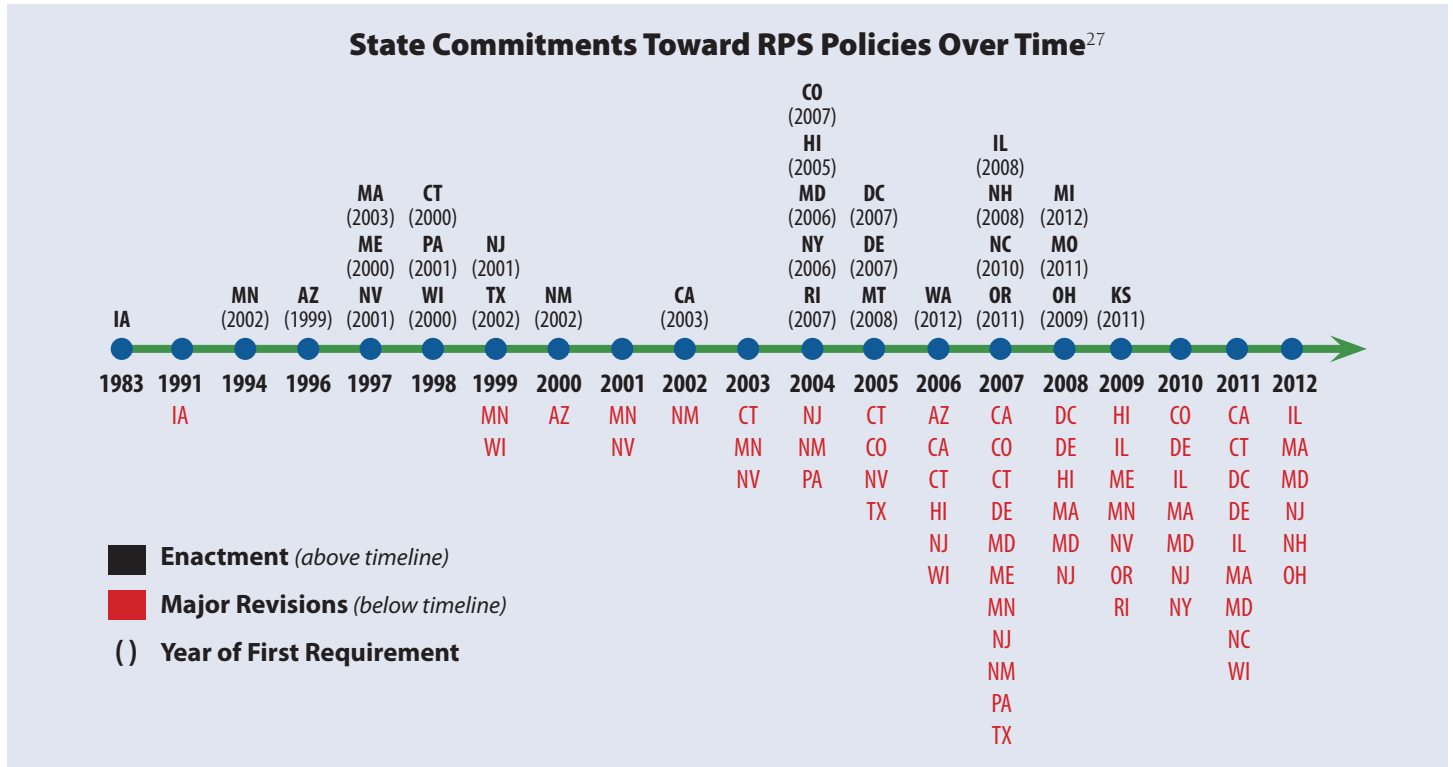 State Commitments Toward RPS Policies Over Time27
CO
(2007)
HI IL
(2005) (2008)
MA CT MD DC NH MI
(2003) (2000) (2006) (2007) (2008) (2012)
ME PA NJ NY DE NC MO
(2000) (2001) (2001) (2006) (2007) (2010) (2011)
IA MN AZ NV WI TX NM CA RI MT WA OR OH KS
(2002) (1999) (2001) (2000) (2002) (2002) (2003) (2007) (2008) (2012) (2011) (2009) (2011)
1983 1991 1994 1996 1997 1998 1999 2000 2001 2002 2003 2004 2005 2006 2007 2008 2009 2010 2011 2012
IA MN AZ MN NM CT NJ CT AZ CA DC HI CO CA IL
WI NV MN NM CO CA CO DE IL DE CT MA
NV PA NV CT CT HI ME IL DC MD
TX HI DE MA MN MA DE NJ
NJ MD MD NV MD IL NH
WI ME NJ OR NJ MA OH
MN RI NY MD
NJ NC
NM WI
PA
TX
Enactment (above timeline)
Major Revisions (below timeline)
( ) Year of First Requirement